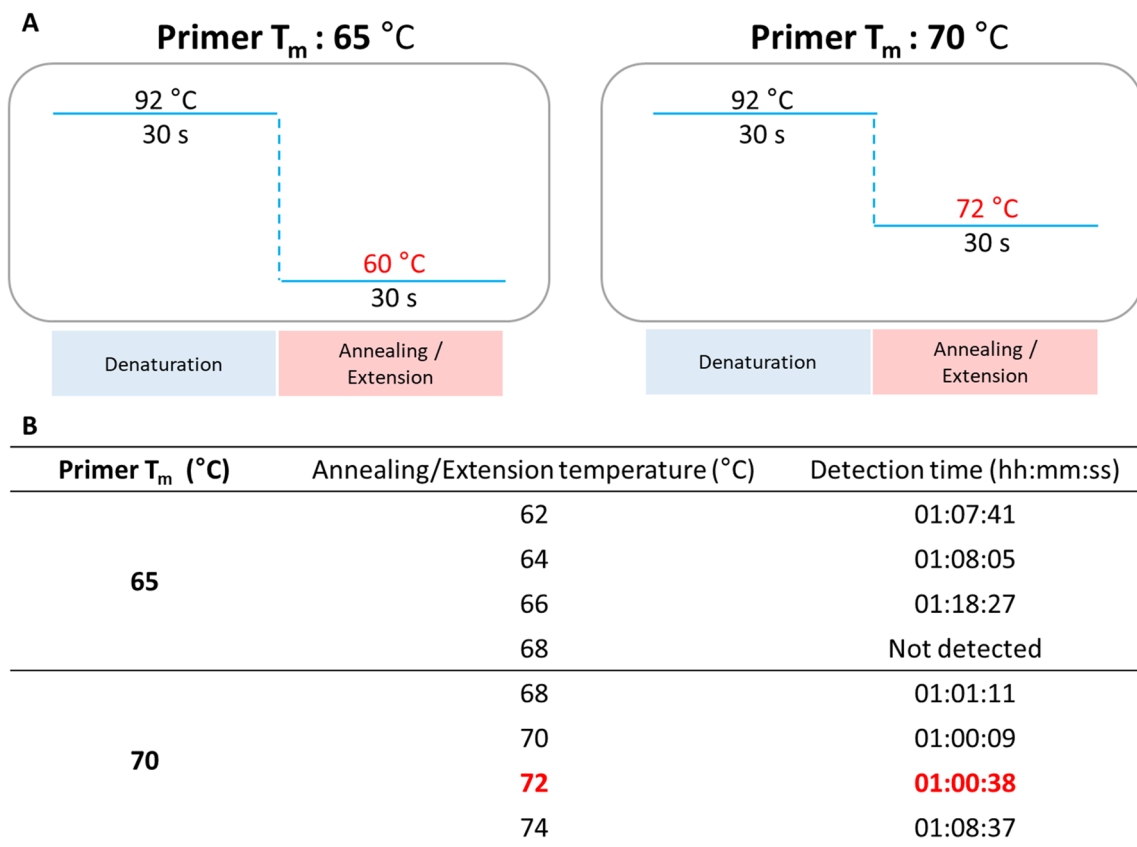 A
Primer Tm : 65 °C
92 °C
30 s
60 °C
30 s
Denaturation
Annealing /
Extension
Primer Tm : 70 °C
92 °C
30 s
72 °C
30 s
Denaturation
Annealing /
Extension
B
Primer Tm (°C) Annealing/Extension temperature (°C) Detection time (hh:mm:ss)
65
62 01:07:41
64 01:08:05
66 01:18:27
68 Not detected
70
68 01:01:11
70 01:00:09
72 01:00:38
74 01:08:37